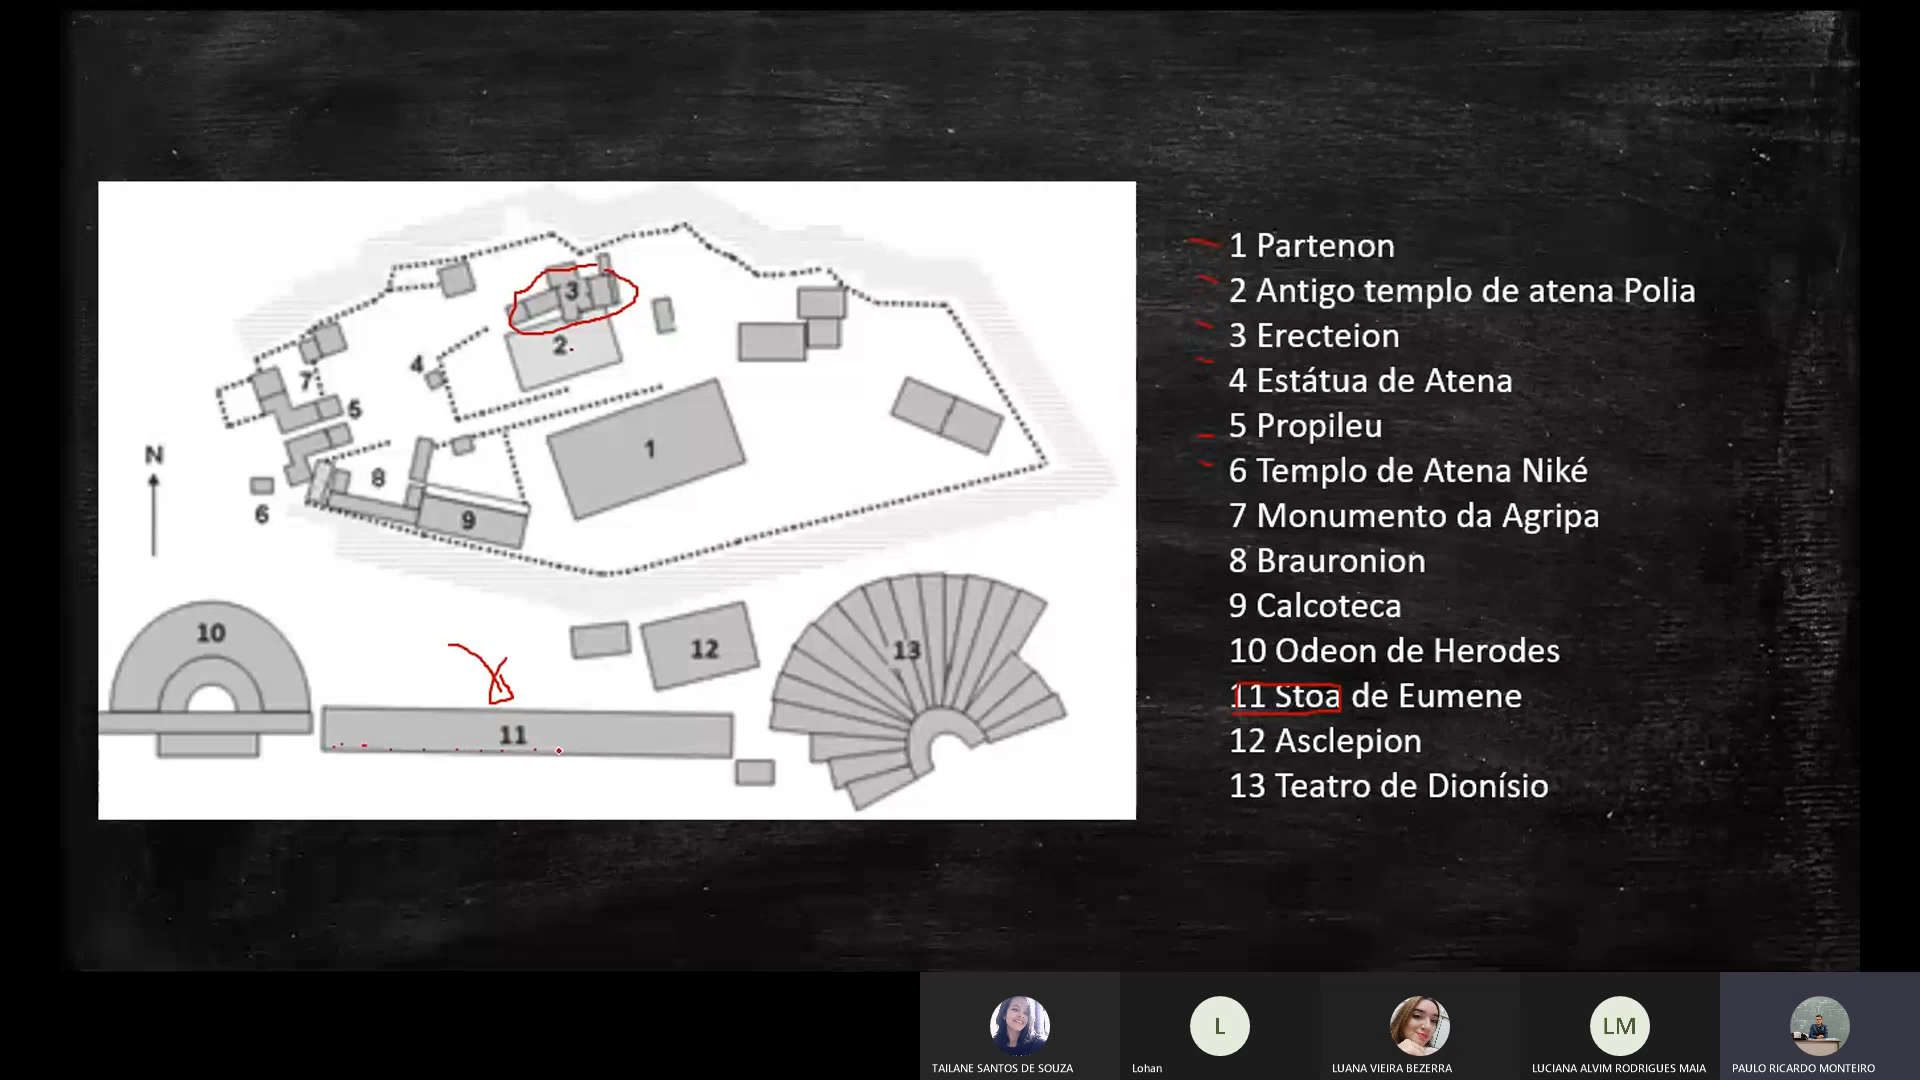 3
2
4
7
5
1
N
8
6
9
10
12
13
11
1 Partenon
2 Antigo templo de atena Polia
3 Erecteion
4 Estátua de Atena
5 Propileu
6 Templo de Atena Niké
7 Monumento da Agripa
8 Brauronion
9 Calcoteca
10 Odeon de Herodes
11 Stoa de Eumene
12 Asclepion
13 Teatro de Dionísio
L
LM
TAILANE SANTOS DE SOUZA
Lohan
LUANA VIEIRA BEZERRA
LUCIANA ALVIM RODRIGUES MAIA
PAULO RICARDO MONTEIRO